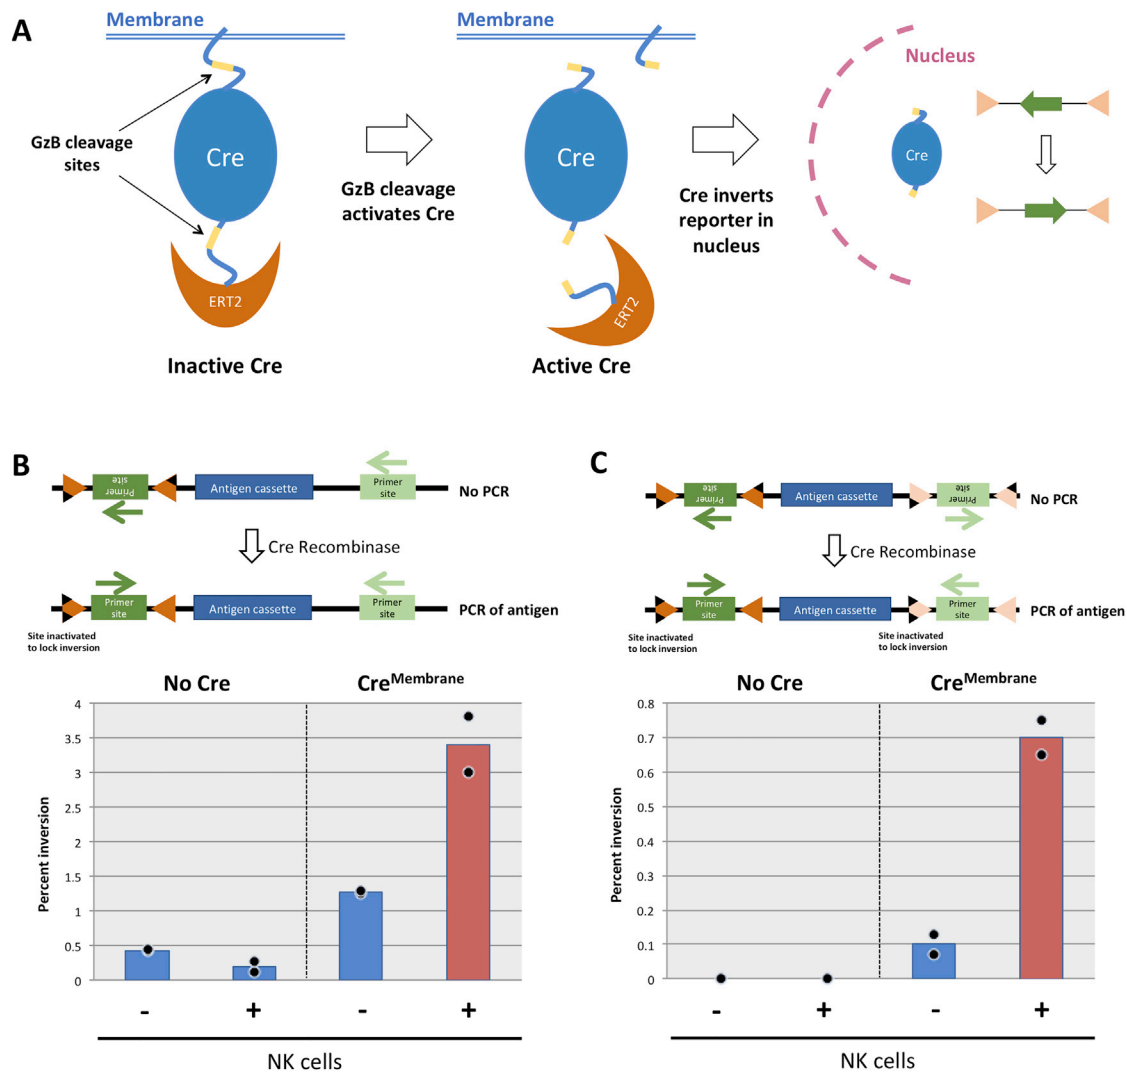 A
Membrane
GzB cleavage
sites
Cre
ERT2
Inactive Cre
GzB cleavage
activates Cre
Membrane
ERT2
Active Cre
Cre inverts
reporter in
nucleus
Nucleus
Cre
B
Primer
site
Antigen cassette
Primer
site
No PCR
Cre Recombinase
Primer
site
Antigen cassette
Primer
site
PCR of antigen
Site inactivated
to lock inversion
No Cre
CreMembrane
Percent inversion
4
3.5
3
2.5
2
1.5
1
0.5
0
-
+
-
+
NK cells
C
Primer
site
Antigen cassette
Primer
site
No PCR
Cre Recombinase
Primer
site
Antigen cassette
Primer
site
PCR of antigen
Site inactivated
to lock inversion
Site inactivated
to lock inversion
No Cre
CreMembrane
Percent inversion
0.8
0.7
0.6
0.5
0.4
0.3
0.2
0.1
0
-
+
-
+
NK cells